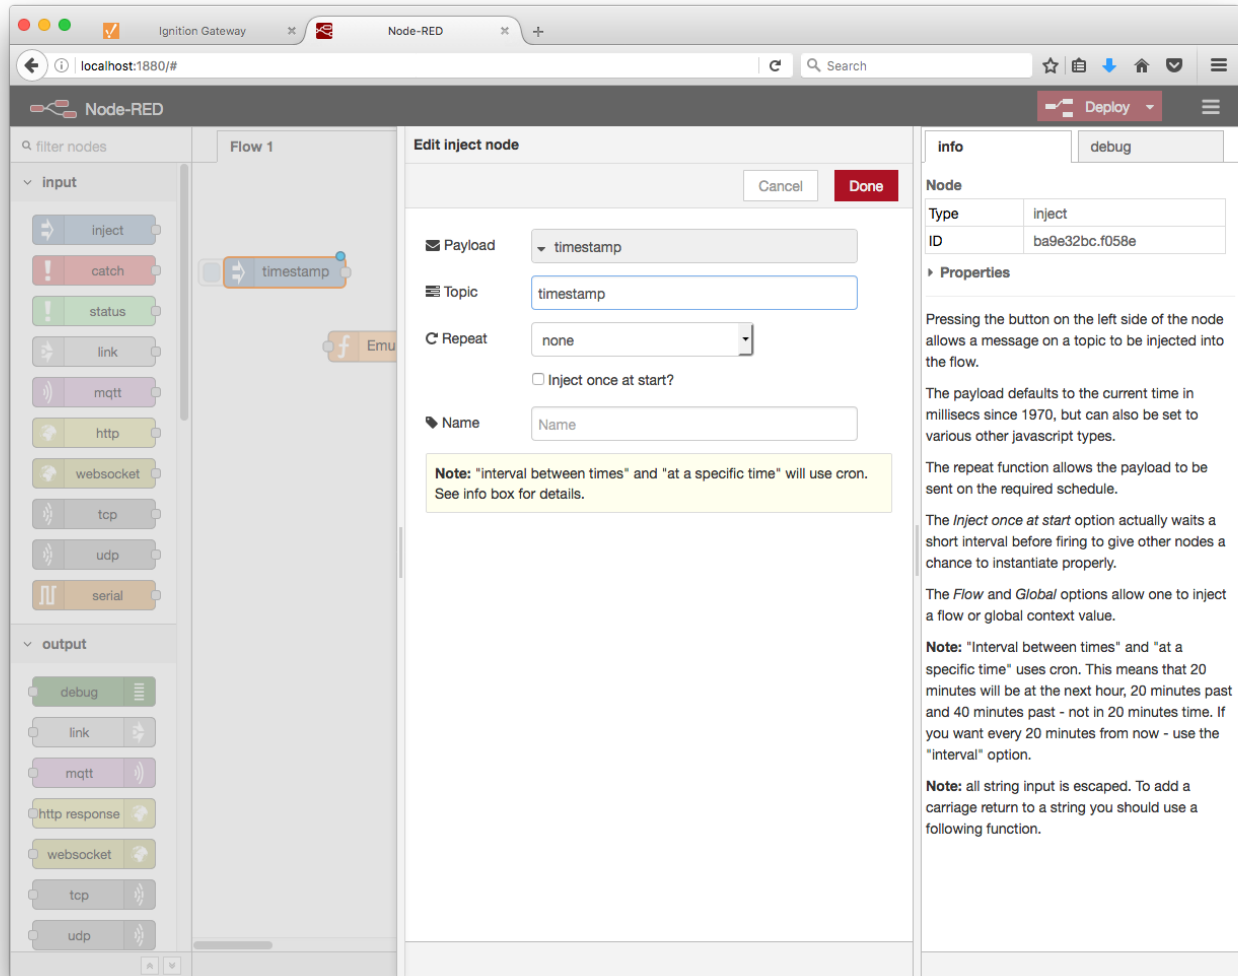 Ignition Gateway
Node-RED
localhost:1880/#
Search
Node-RED
Deploy
filter nodes
input
inject
catch
status
link
mqtt
http
websocket
tcp
udp
serial
output
debug
link
mqtt
http response
websocket
tcp
udp
Flow 1
timestamp
Emu
Edit inject node
Cancel
Done
Payload
timestamp
Topic
timestamp
Repeat
none
Inject once at start?
Name
Name
Note: "interval between times" and "at a specific time" will use cron.
See info box for details.
info
debug
Node
Type inject
ID ba9e32bc.f058e
Properties
Pressing the button on the left side of the node
allows a message on a topic to be injected into
the flow.
The payload defaults to the current time in
millisecs since 1970, but can also be set to
various other javascript types.
The repeat function allows the payload to be
sent on the required schedule.
The Inject once at start option actually waits a
short interval before firing to give other nodes a
chance to instantiate properly.
The Flow and Global options allow one to inject
a flow or global context value.
Note: "Interval between times" and "at a
specific time" uses cron. This means that 20
minutes will be at the next hour, 20 minutes past
and 40 minutes past - not in 20 minutes time. If
you want every 20 minutes from now - use the
"interval" option.
Note: all string input is escaped. To add a
carriage return to a string you should use a
following function.